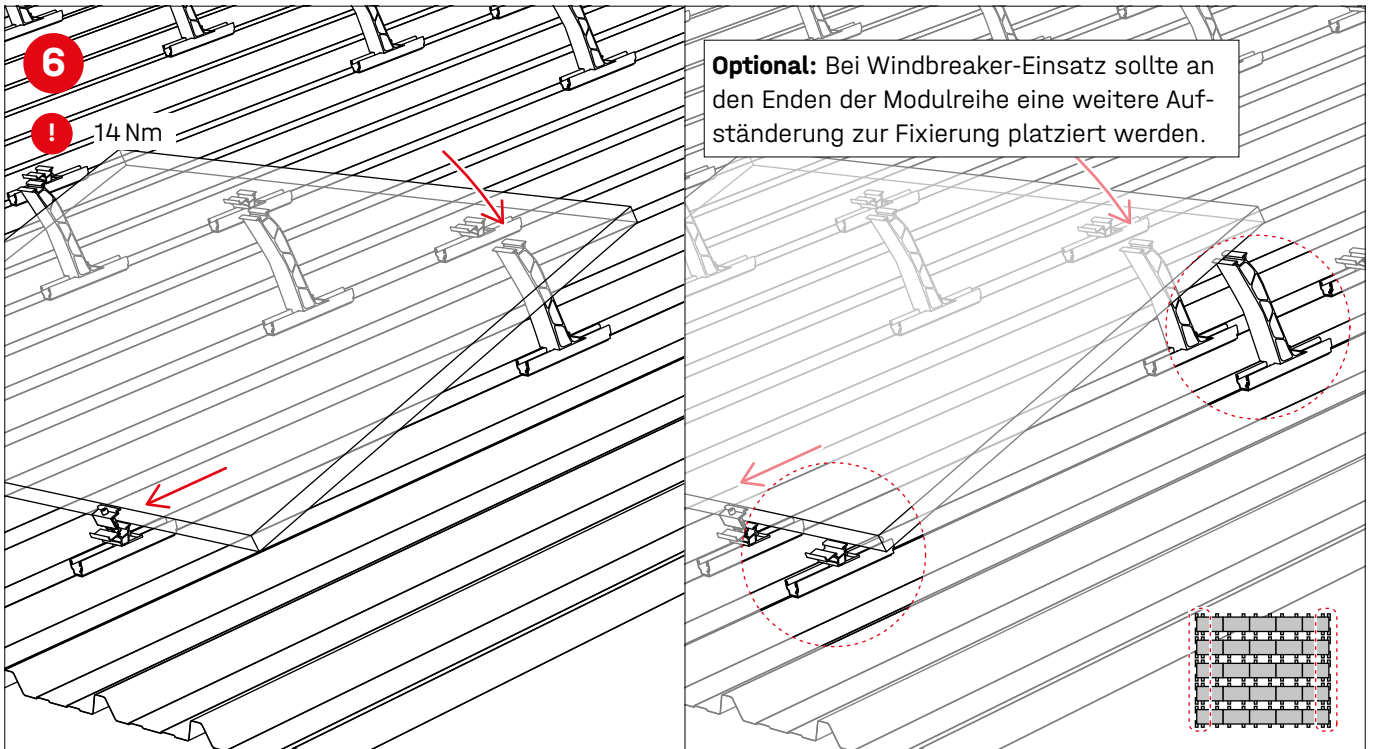 6
! 14 Nm
Optional: Bei Windbreaker-Einsatz sollte an
den Enden der Modulreihe eine weitere Auf-
ständerung zur Fixierung platziert werden.